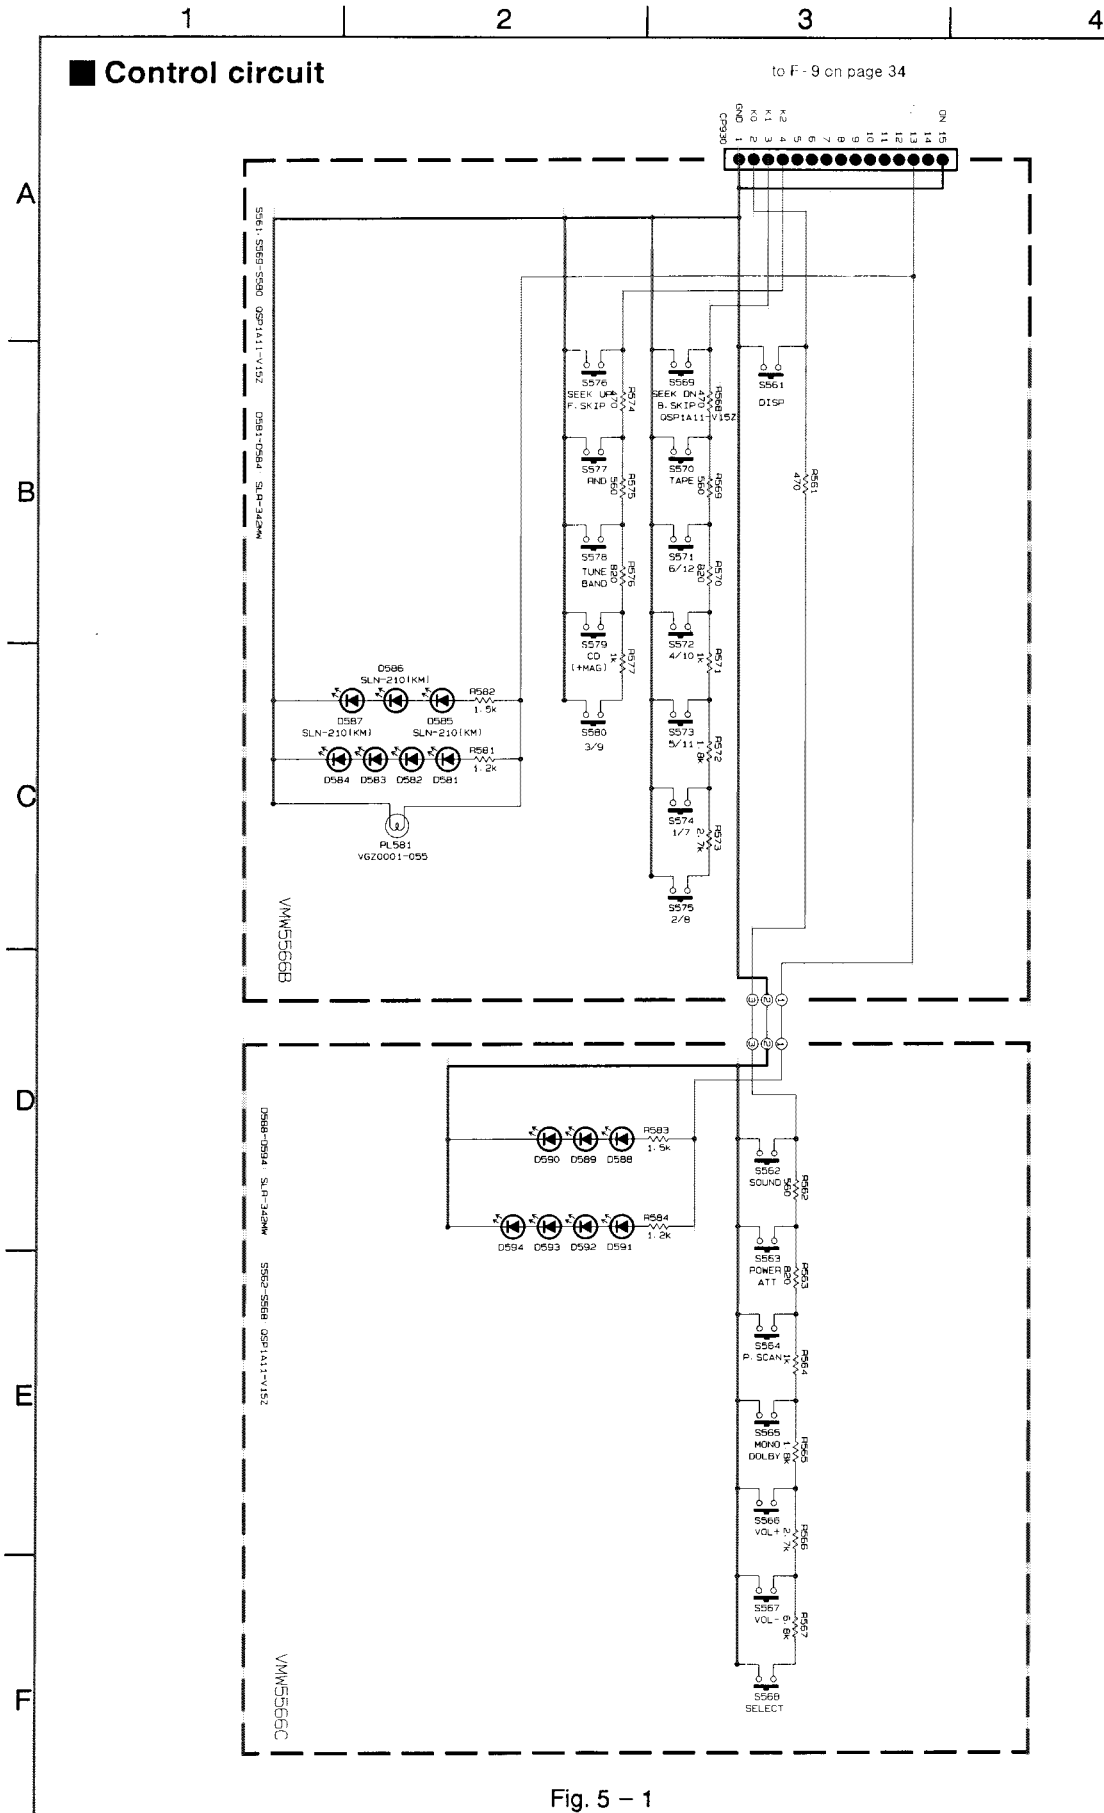 1 2 3 4
■ Control circuit
to F - 9 on page 34
CP930
GND 1
K0 2
K1 3
K2 4
5
6
7
8
9
10
11
12
13
14
ON 15
A
B
C
D
E
F
S561, S569-S580 QSP1A11-V15Z D581-D584: SLR-342MW
S576
SEEK UP
F. SKIP
R574
470
S569
SEEK DN
B. SKIP
QSP1A11-V15Z
R568
470
S561
DISP
S577
RND
R575
560
S570
TAPE
R569
560
R561
470
S578
TUNE
BAND
R576
820
S571
6/12
R570
820
S579
CD
(+MAG)
R577
1k
S572
4/10
R571
1k
D586
SLN-210(KM)
D587
SLN-210(KM)
D585
SLN-210(KM)
R582
1.5k
S580
3/9
S573
5/11
R572
1.8k
D584 D583 D582 D581
R581
1.2k
S574
1/7
R573
2.7k
PL581
VGZ0001-055
S575
2/8
VMW5566B
3 2 1
3 2 1
D588-D594: SLR-342MW S562-S568 QSP1A11-V15Z
D590 D589 D588
R583
1.5k
S562
SOUND
R562
560
D594 D593 D592 D591
R584
1.2k
S563
POWER
ATT
R563
820
S564
P. SCAN
R564
1k
S565
MONO
DOLBY
R565
1.8k
S566
VOL+
R566
2.7k
S567
VOL-
R567
6.8k
S568
SELECT
VMW5566C
Fig. 5 – 1